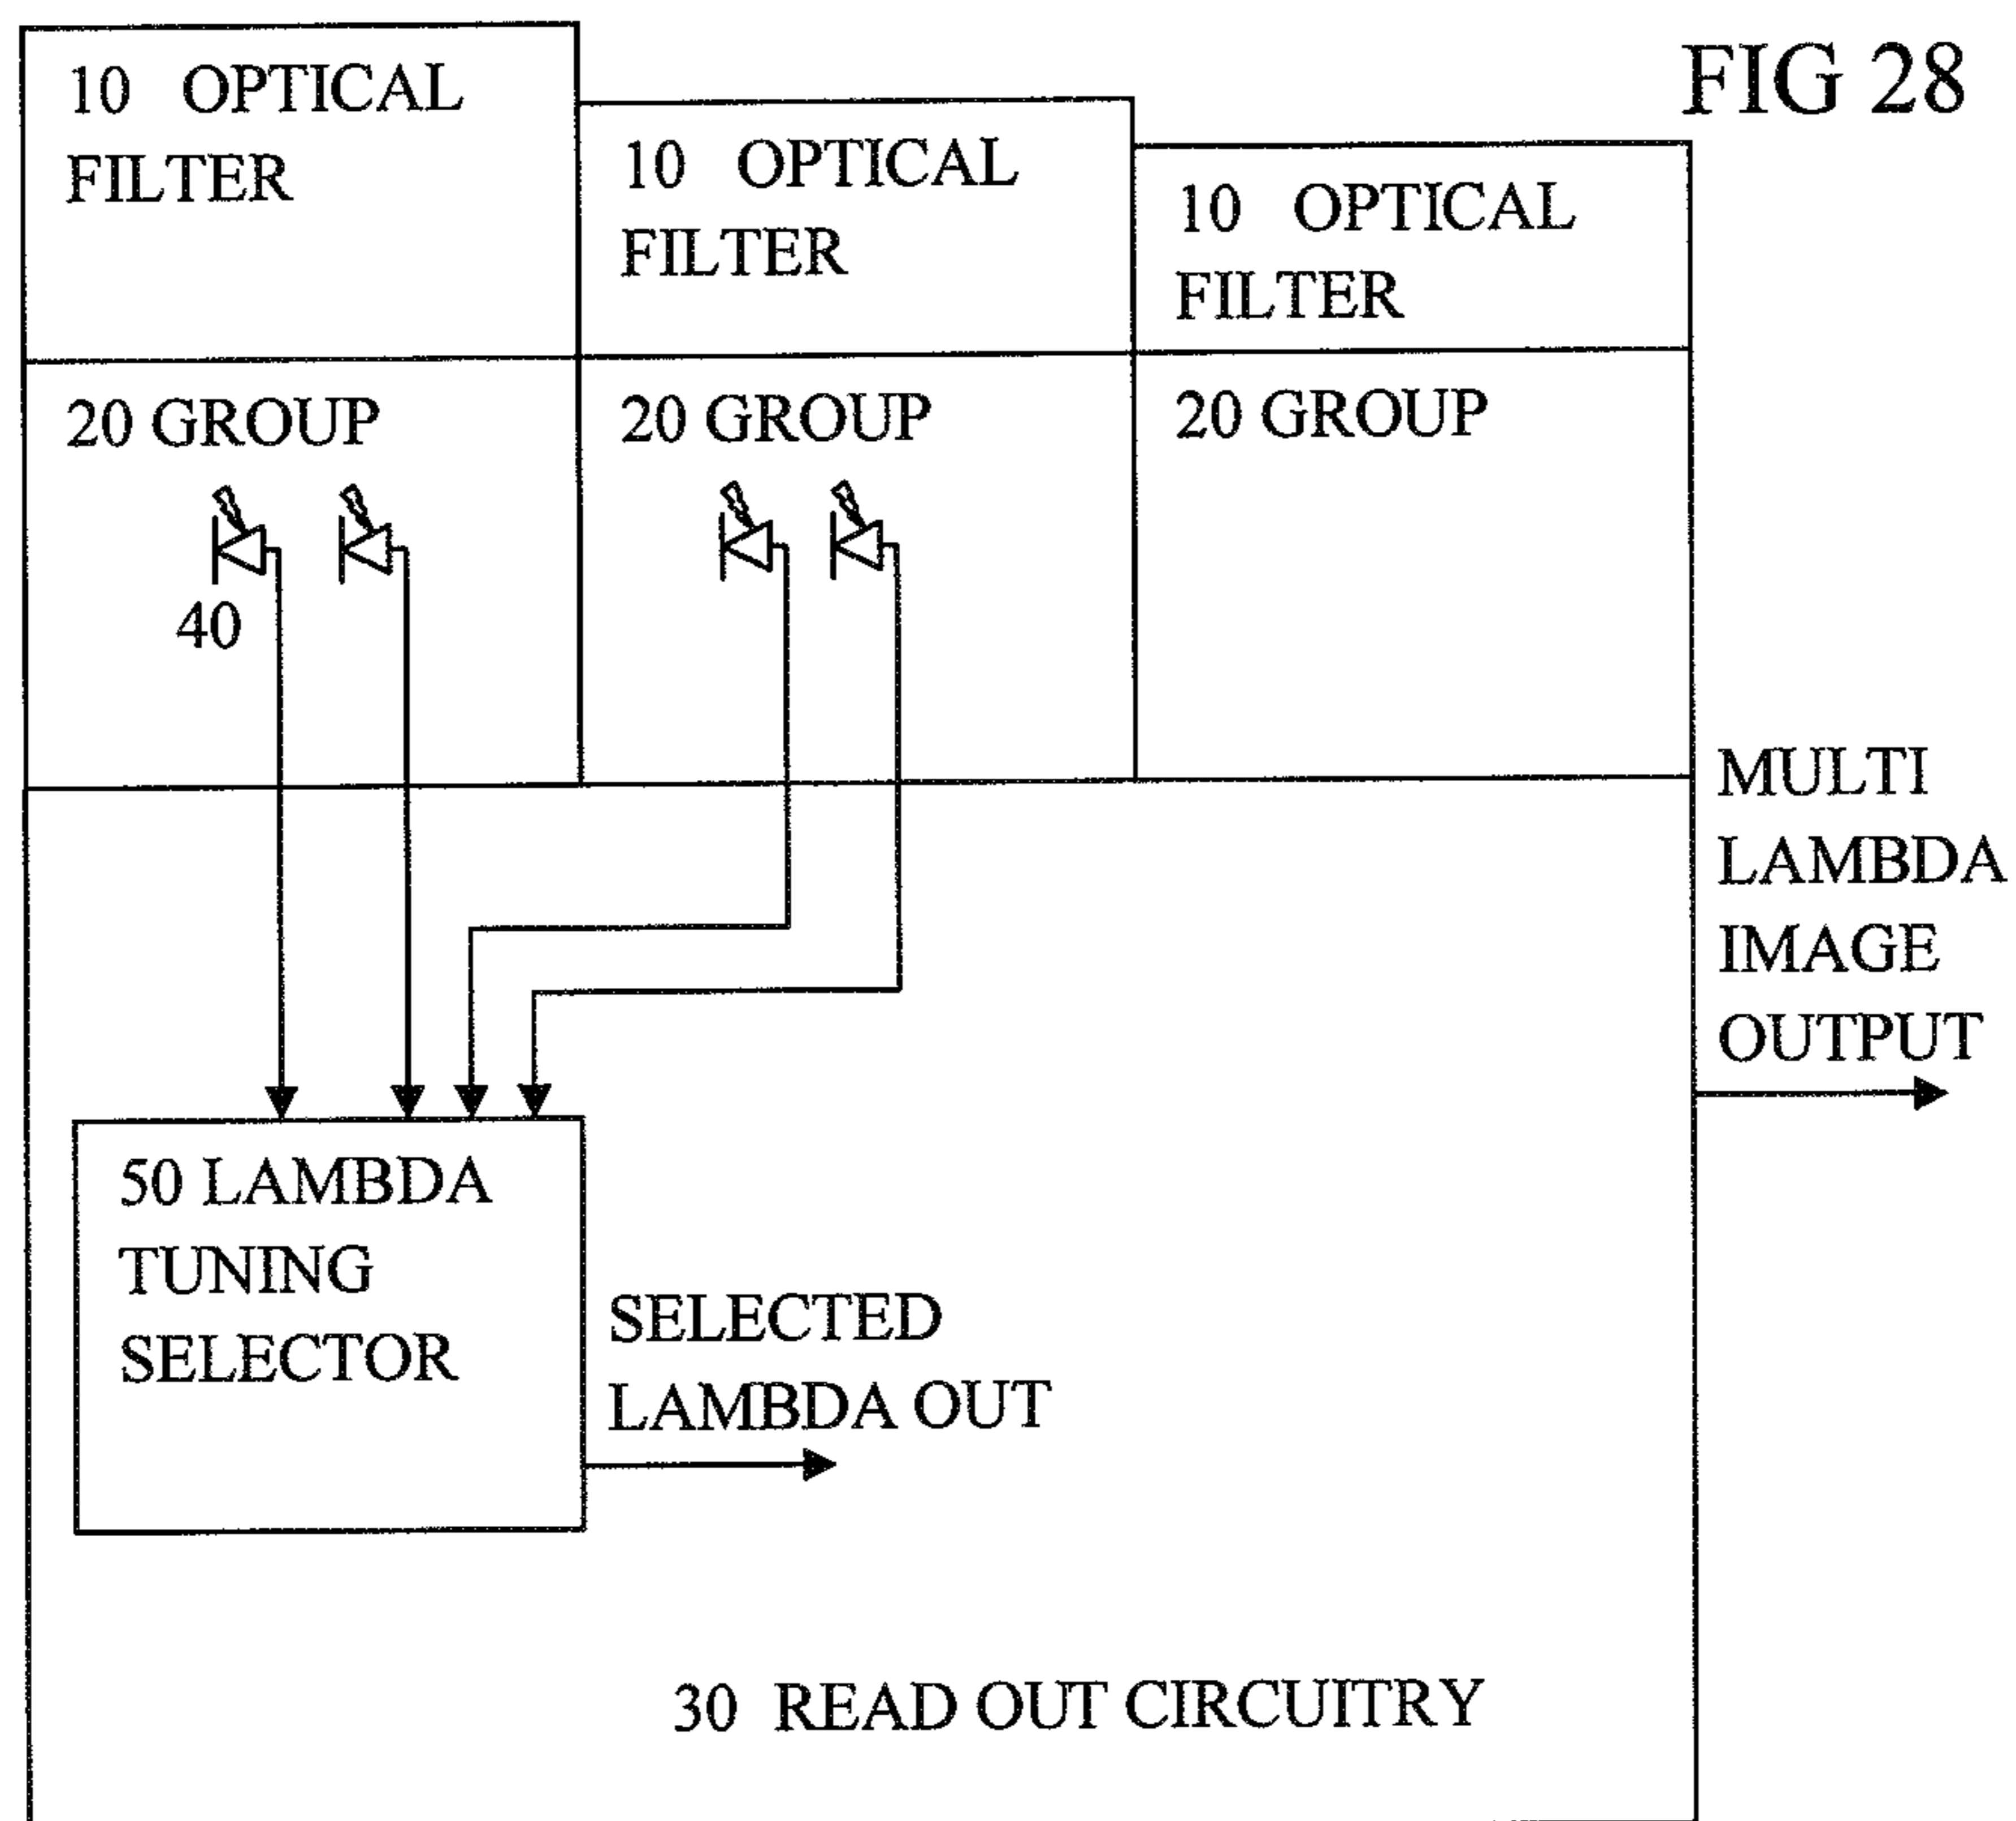 FIG 28
10 OPTICAL
FILTER
10 OPTICAL
FILTER
10 OPTICAL
FILTER
20 GROUP
20 GROUP
20 GROUP
40
MULTI
LAMBDA
IMAGE
OUTPUT
50 LAMBDA
TUNING
SELECTOR
SELECTED
LAMBDA OUT
30 READ OUT CIRCUITRY